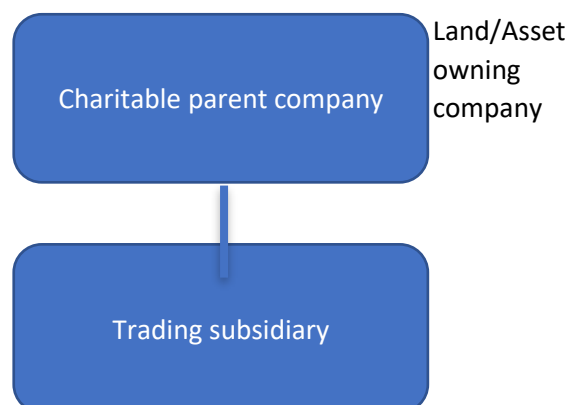 Land/Asset
owning
company
Charitable parent company
Trading subsidiary